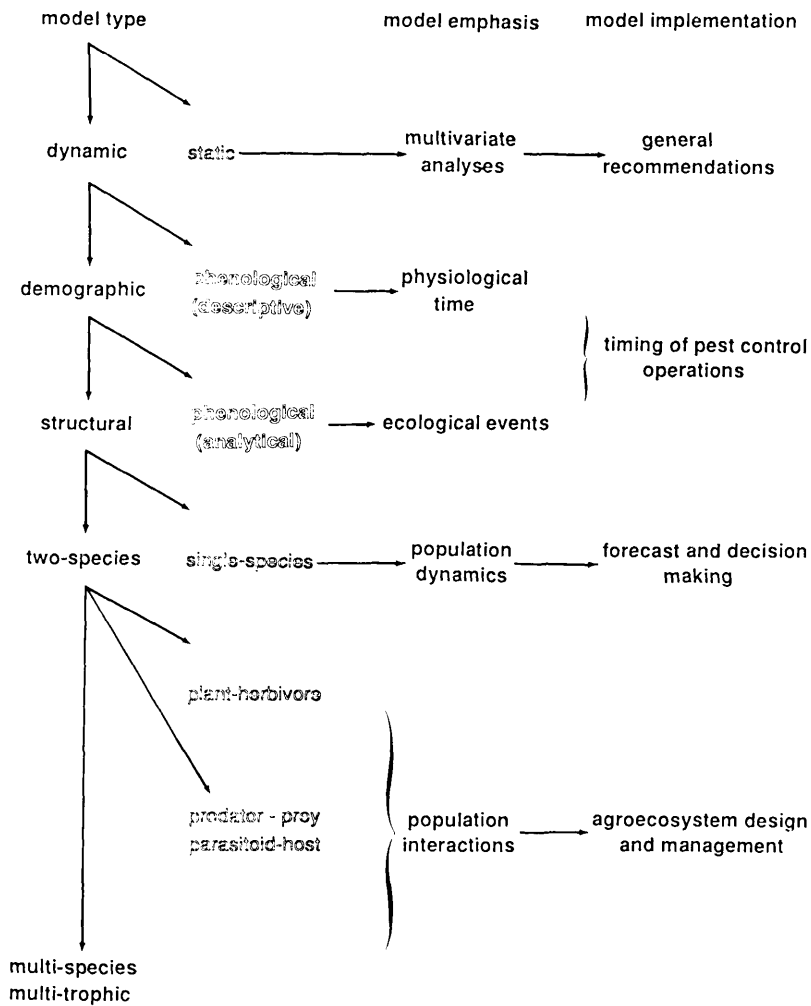 model type model emphasis model implementation
dynamic static multivariate analyses general recommendations
demographic phenological (descriptive) physiological time
timing of pest control operations
structural phenological (analytical) ecological events
two-species single-species population dynamics forecast and decision making
plant-herbivore
predator - prey
parasitoid-host
population interactions agroecosystem design and management
multi-species
multi-trophic